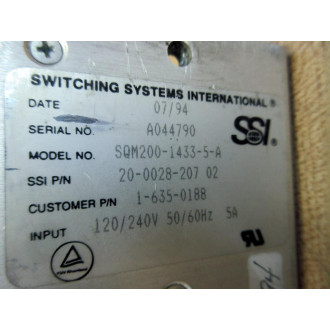 SWITCHING SYSTEMS INTERNATIONAL®
DATE 07/94
SERIAL NO. A044790
SSI®
MODEL NO. SQM200-1433-5-A
SSI P/N 20-0028-207 02
CUSTOMER P/N 1-635-0188
INPUT 120/240V 50/60Hz 5A